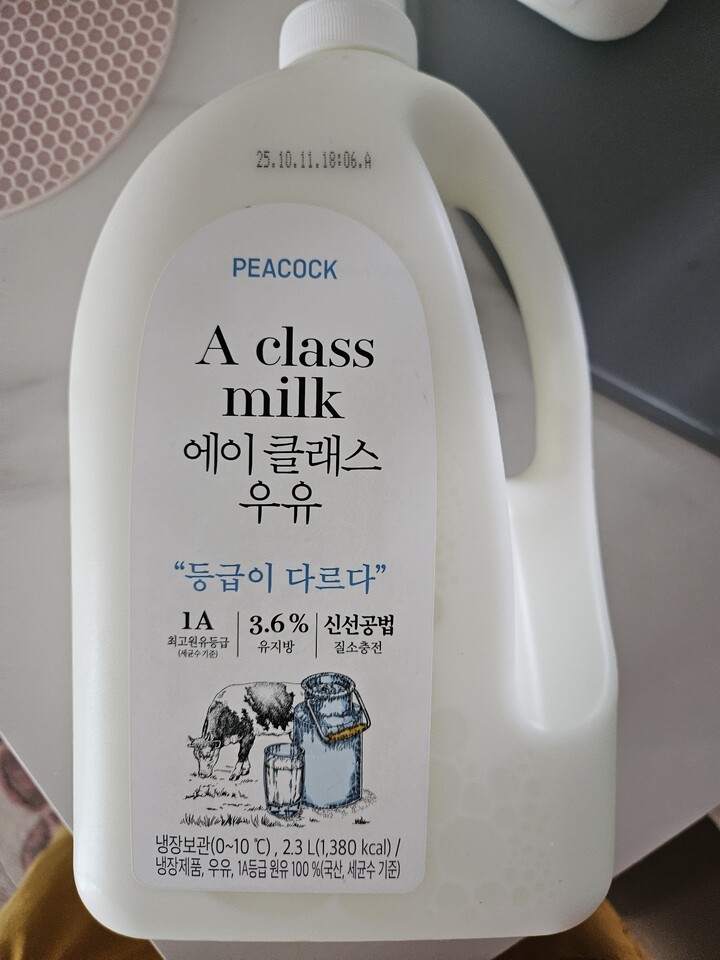 25.10.11.18:06.A
PEACOCK
A class
milk
에이 클래스
우유
“등급이 다르다”
1A
최고원유등급
(세균수기준)
3.6 %
유지방
신선공법
질소충전
냉장보관(0~10 ℃) , 2.3 L(1,380 kcal) /
냉장제품, 우유, 1A등급 원유 100 %(국산, 세균수 기준)